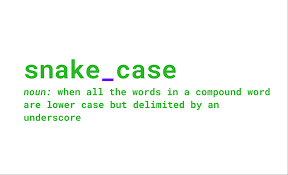 snake_case
noun: when all the words in a compound word
are lower case but delimited by an
underscore